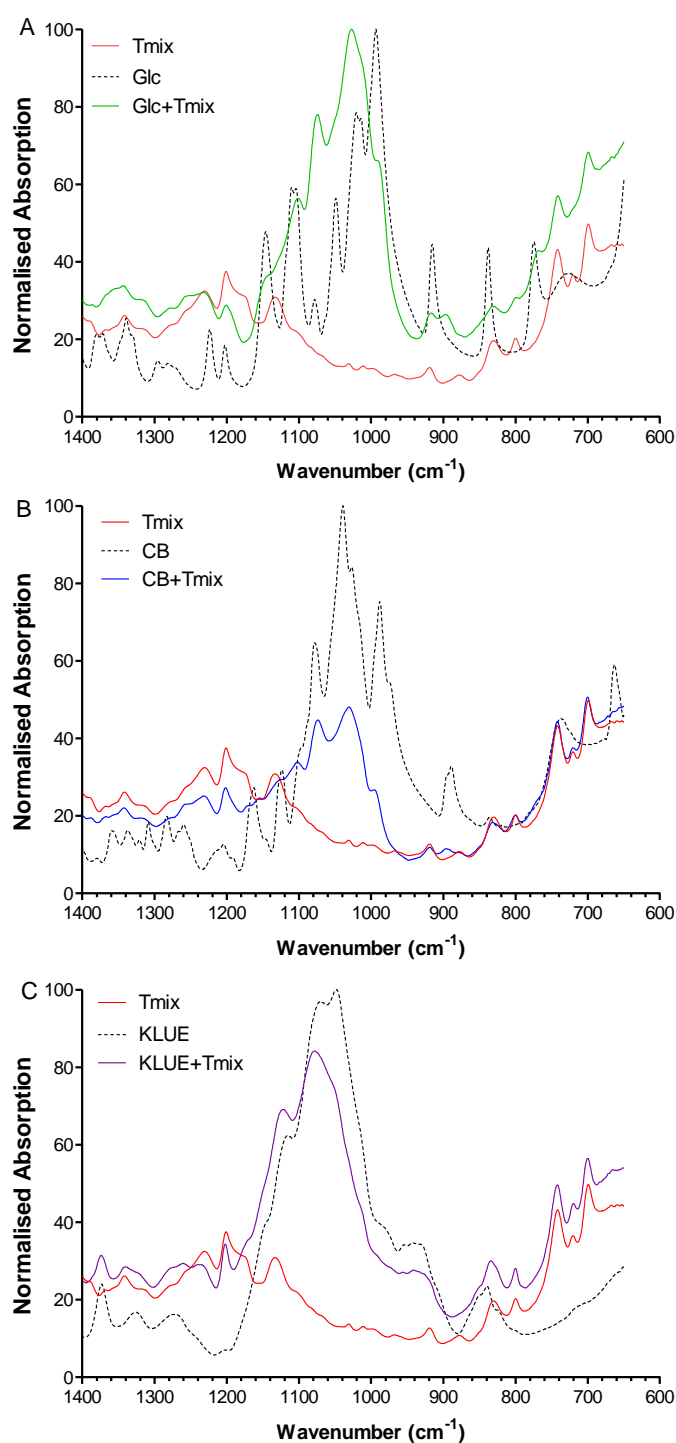 A
Tmix
Glc
Glc+Tmix
100
80
60
40
20
0
Normalised Absorption
1400 1300 1200 1100 1000 900 800 700 600
Wavenumber (cm-1)
B
Tmix
CB
CB+Tmix
100
80
60
40
20
0
Normalised Absorption
1400 1300 1200 1100 1000 900 800 700 600
Wavenumber (cm-1)
C
Tmix
KLUE
KLUE+Tmix
100
80
60
40
20
0
Normalised Absorption
1400 1300 1200 1100 1000 900 800 700 600
Wavenumber (cm-1)